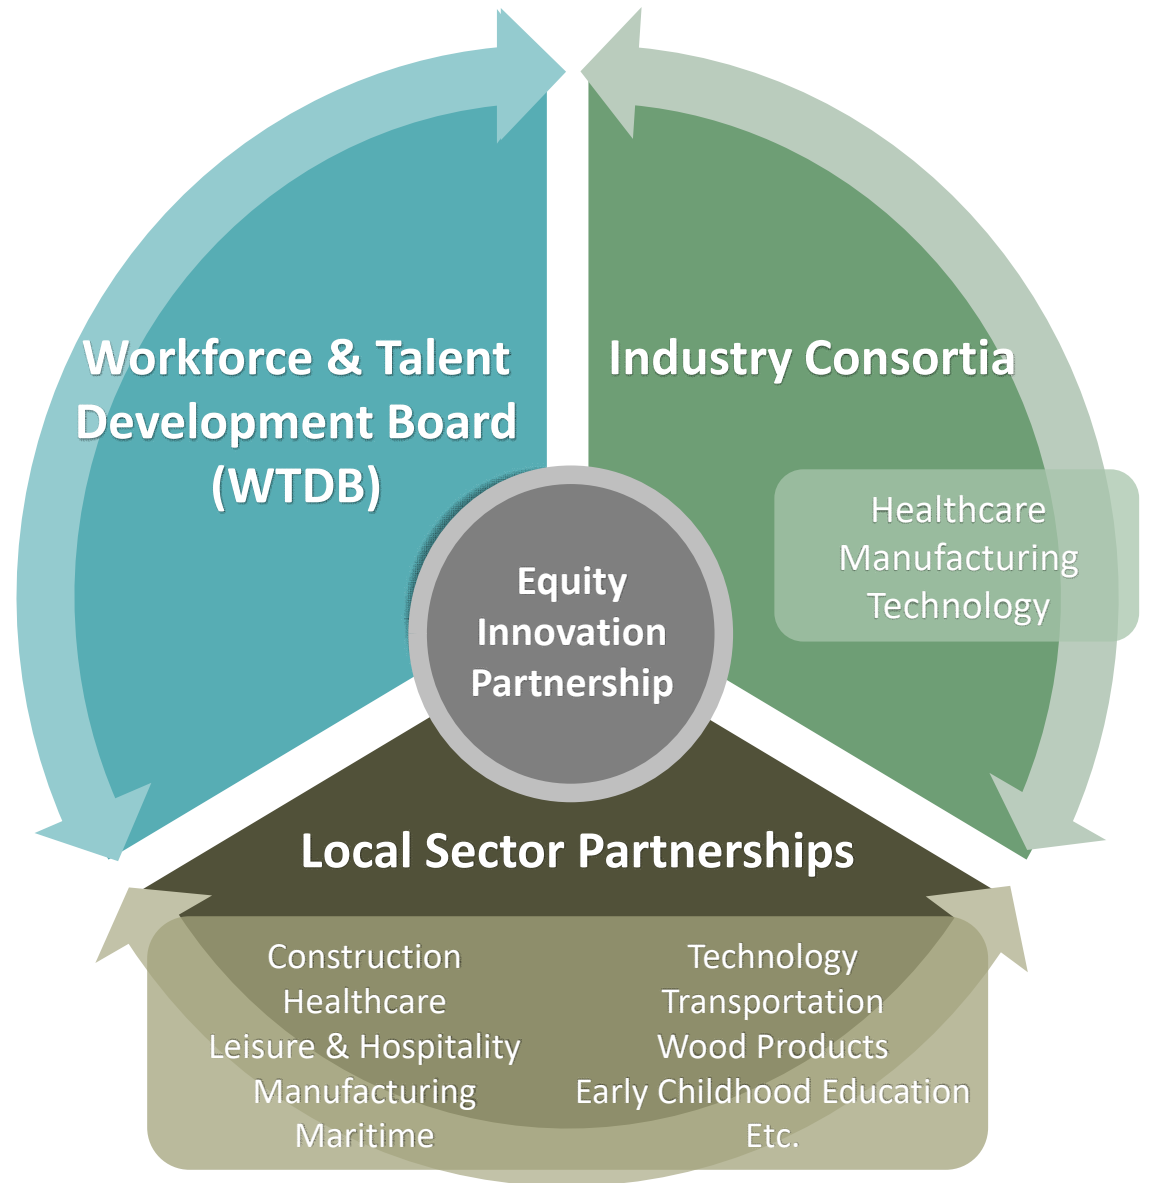 Workforce & Talent
Development Board
(WTDB)
Industry Consortia
Healthcare
Manufacturing
Technology
Equity
Innovation
Partnership
Local Sector Partnerships
Construction
Healthcare
Leisure & Hospitality
Manufacturing
Maritime
Technology
Transportation
Wood Products
Early Childhood Education
Etc.